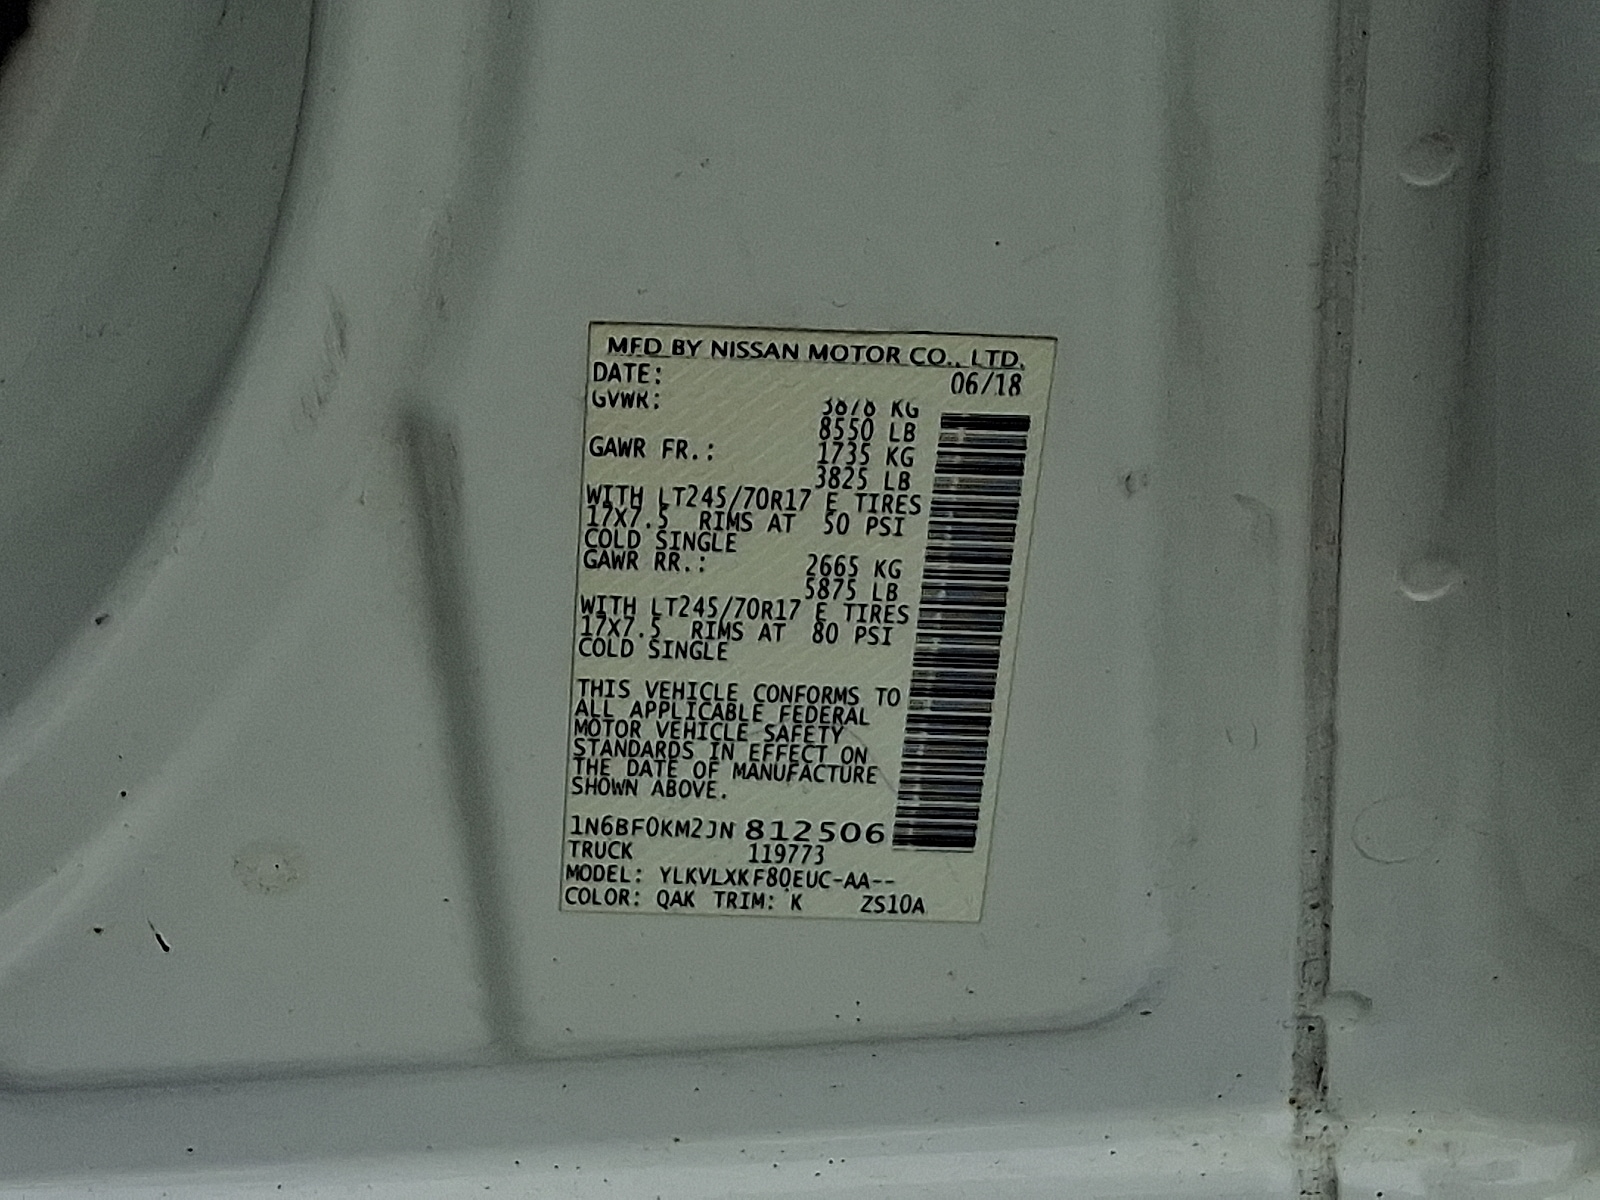 MFD BY NISSAN MOTOR CO., LTD.
DATE: 06/18
GVWR: 3878 KG
8550 LB
GAWR FR.: 1735 KG
3825 LB
WITH LT245/70R17 E TIRES
17X7.5 RIMS AT 50 PSI
COLD SINGLE
GAWR RR.: 2665 KG
5875 LB
WITH LT245/70R17 E TIRES
17X7.5 RIMS AT 80 PSI
COLD SINGLE
THIS VEHICLE CONFORMS TO
ALL APPLICABLE FEDERAL
MOTOR VEHICLE SAFETY
STANDARDS IN EFFECT ON
THE DATE OF MANUFACTURE
SHOWN ABOVE.
1N6BF0KM2JN 812506
TRUCK 119773
MODEL: YLKVLXKF80EUC-AA--
COLOR: QAK TRIM: K ZS10A